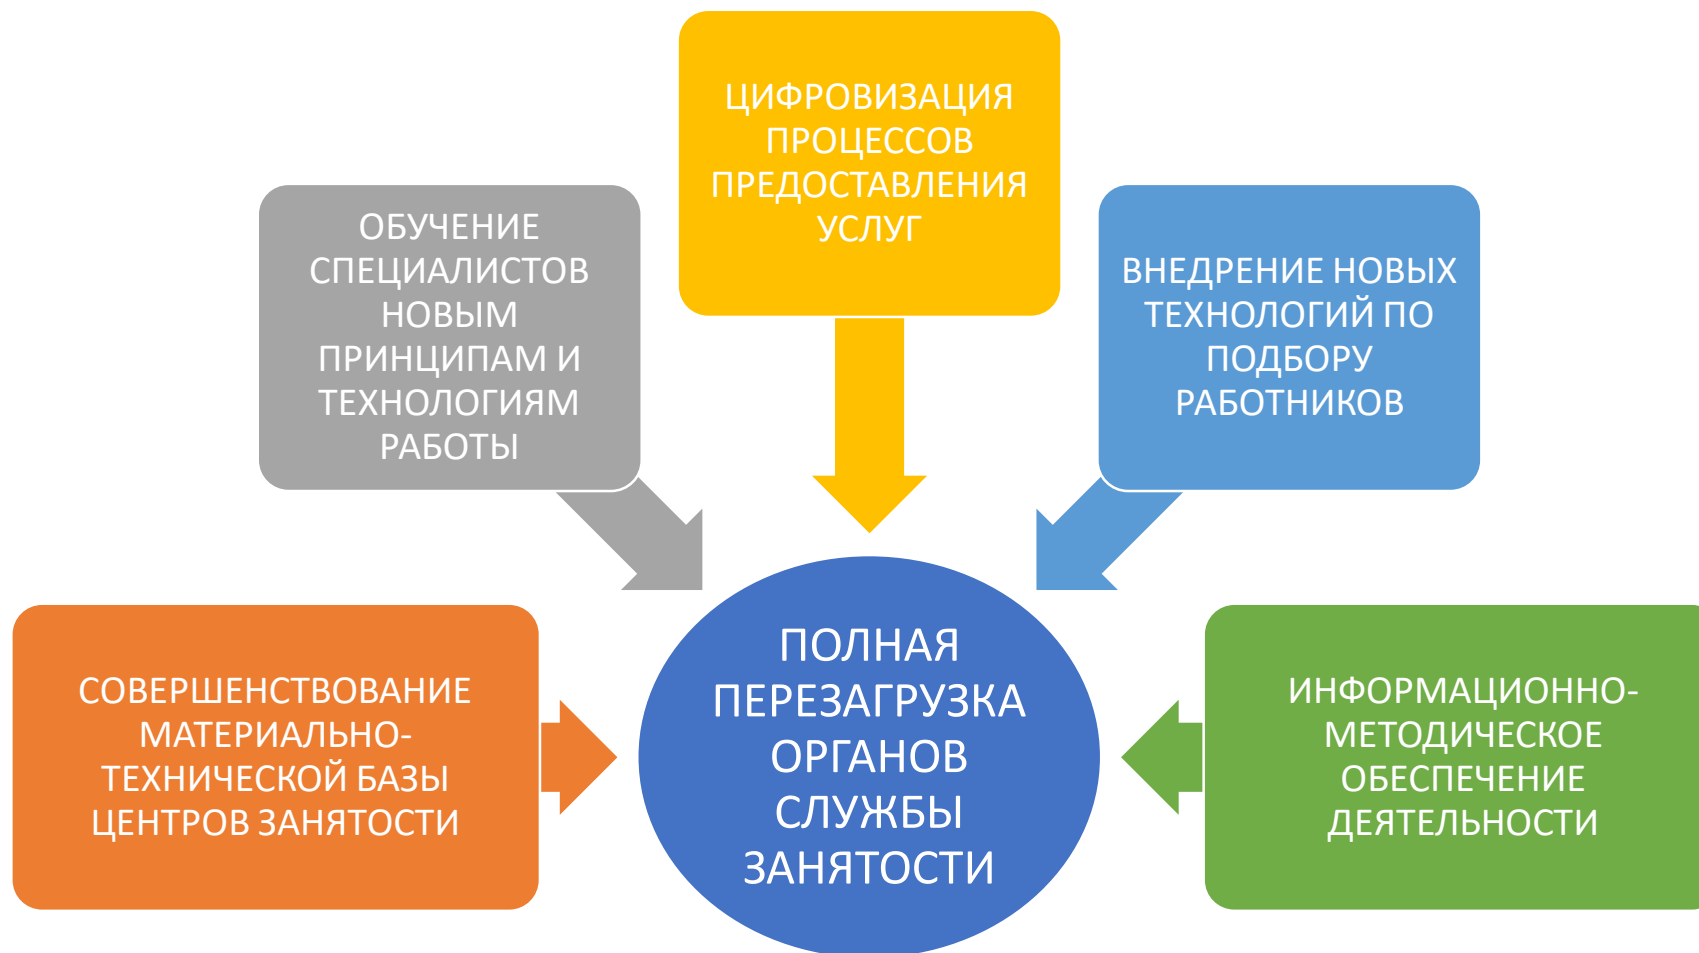 ЦИФРОВИЗАЦИЯ
ПРОЦЕССОВ
ПРЕДОСТАВЛЕНИЯ
УСЛУГ
ОБУЧЕНИЕ
СПЕЦИАЛИСТОВ
НОВЫМ
ПРИНЦИПАМ И
ТЕХНОЛОГИЯМ
РАБОТЫ
ВНЕДРЕНИЕ НОВЫХ
ТЕХНОЛОГИЙ ПО
ПОДБОРУ
РАБОТНИКОВ
СОВЕРШЕНСТВОВАНИЕ
МАТЕРИАЛЬНО-
ТЕХНИЧЕСКОЙ БАЗЫ
ЦЕНТРОВ ЗАНЯТОСТИ
ПОЛНАЯ
ПЕРЕЗАГРУЗКА
ОРГАНОВ
СЛУЖБЫ
ЗАНЯТОСТИ
ИНФОРМАЦИОННО-
МЕТОДИЧЕСКОЕ
ОБЕСПЕЧЕНИЕ
ДЕЯТЕЛЬНОСТИ